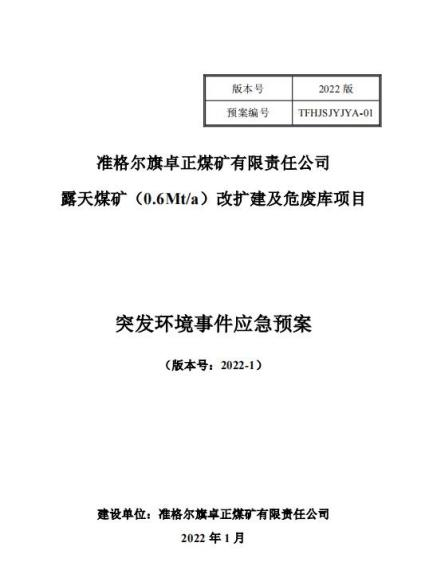 版本号 2022 版
预案编号 TFHJSJYJYA-01
准格尔旗卓正煤矿有限责任公司
露天煤矿（0.6Mt/a）改扩建及危废库项目
突发环境事件应急预案
（版本号：2022-1）
建设单位：准格尔旗卓正煤矿有限责任公司
2022 年 1 月